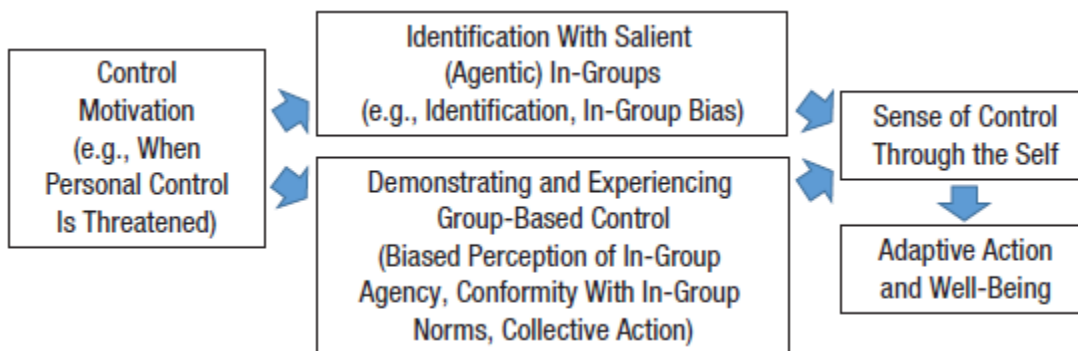 Control
Motivation
(e.g., When
Personal Control
Is Threatened)
Identification With Salient
(Agentic) In-Groups
(e.g., Identification, In-Group Bias)
Demonstrating and Experiencing
Group-Based Control
(Biased Perception of In-Group
Agency, Conformity With In-Group
Norms, Collective Action)
Sense of Control
Through the Self
Adaptive Action
and Well-Being